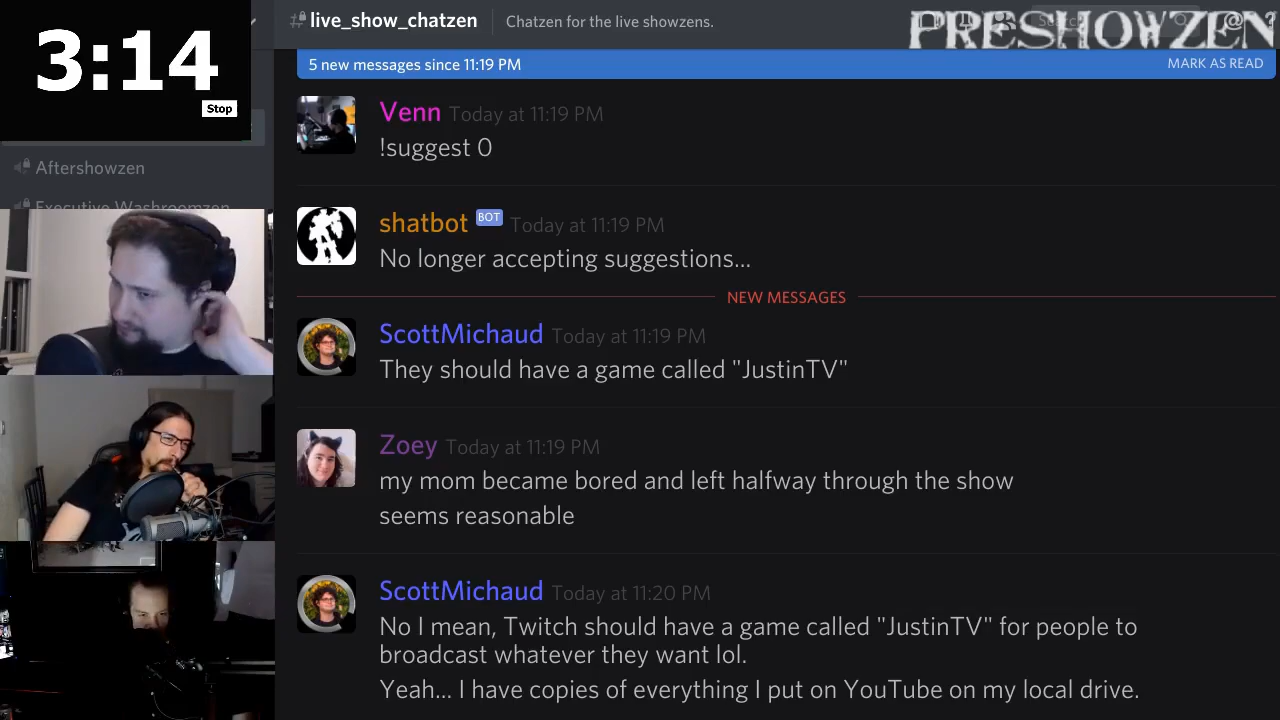 3:14
Stop
live_show_chatzen
Chatzen for the live showzens.
PRESHOWZEN
5 new messages since 11:19 PM
MARK AS READ
Aftershowzen
Executive Washroomzen
Venn Today at 11:19 PM
!suggest 0
shatbot BOT Today at 11:19 PM
No longer accepting suggestions...
NEW MESSAGES
ScottMichaud Today at 11:19 PM
They should have a game called "JustinTV"
Zoey Today at 11:19 PM
my mom became bored and left halfway through the show
seems reasonable
ScottMichaud Today at 11:20 PM
No I mean, Twitch should have a game called "JustinTV" for people to
broadcast whatever they want lol.
Yeah... I have copies of everything I put on YouTube on my local drive.